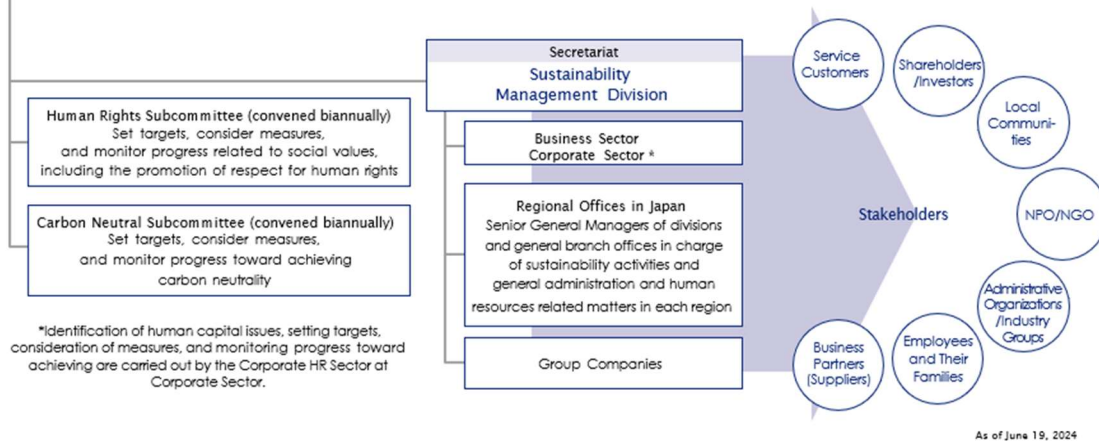 Human Rights Subcommittee (convened biannually)
Set targets, consider measures,
and monitor progress related to social values,
including the promotion of respect for human rights
Carbon Neutral Subcommittee (convened biannually)
Set targets, consider measures,
and monitor progress toward achieving
carbon neutrality
*Identification of human capital issues, setting targets,
consideration of measures, and monitoring progress toward
achieving are carried out by the Corporate HR Sector at
Corporate Sector.
Secretariat
Sustainability
Management Division
Business Sector
Corporate Sector *
Regional Offices in Japan
Senior General Managers of divisions
and general branch offices in charge
of sustainability activities and
general administration and human
resources related matters in each region
Group Companies
Stakeholders
Service
Customers
Shareholders
/Investors
Local
Communi-
ties
NPO/NGO
Administrative
Organizations
/Industry
Groups
Employees
and Their
Families
Business
Partners
(Suppliers)
As of June 19, 2024